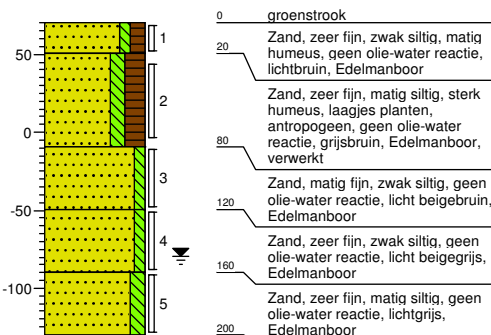 0 groenstrook
Zand, zeer fijn, zwak siltig, matig
humeus, geen olie-water reactie,
lichtbruin, Edelmanboor
20
Zand, zeer fijn, matig siltig, sterk
humeus, laagjes planten,
antropogeen, geen olie-water
reactie, grijsbruin, Edelmanboor,
verwerkt
80
Zand, matig fijn, zwak siltig, geen
olie-water reactie, licht beigebruin,
Edelmanboor
120
Zand, zeer fijn, zwak siltig, geen
olie-water reactie, licht beigegrijs,
Edelmanboor
160
Zand, zeer fijn, matig siltig, geen
olie-water reactie, lichtgrijs,
Edelmanboor
200
50
0
-50
-100
1
2
3
4
5